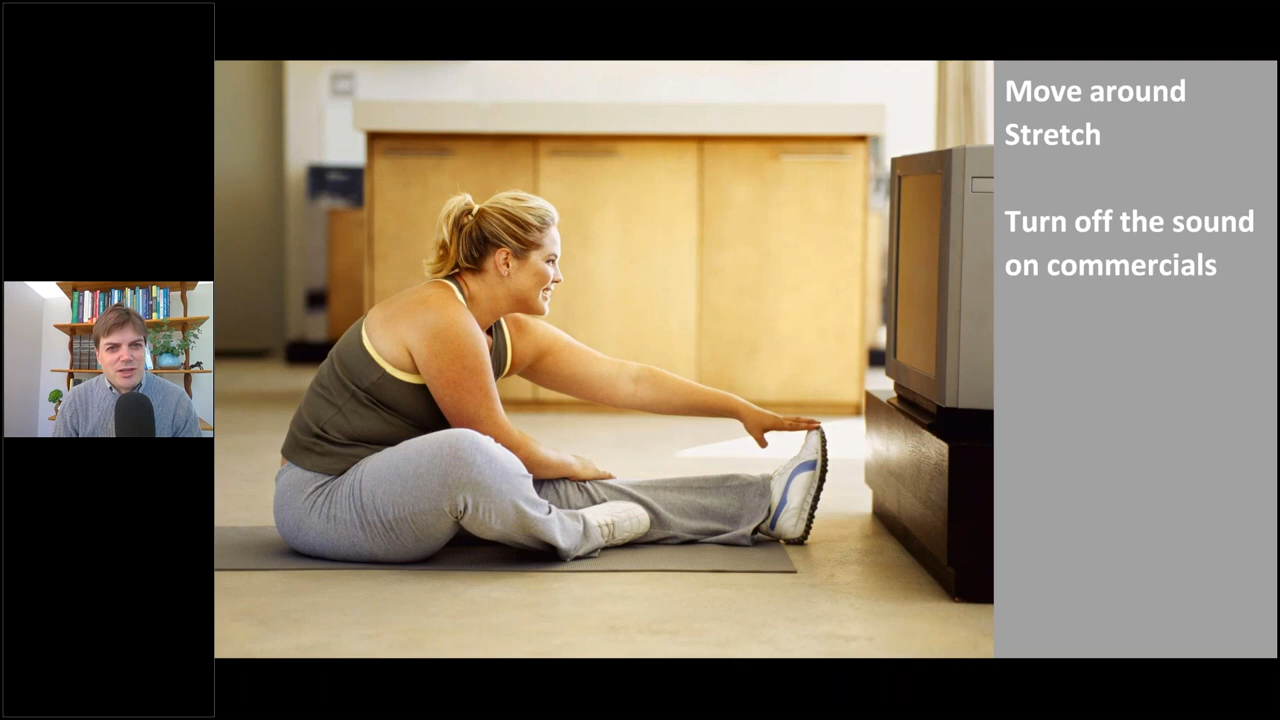 Move around
Stretch
Turn off the sound
on commercials